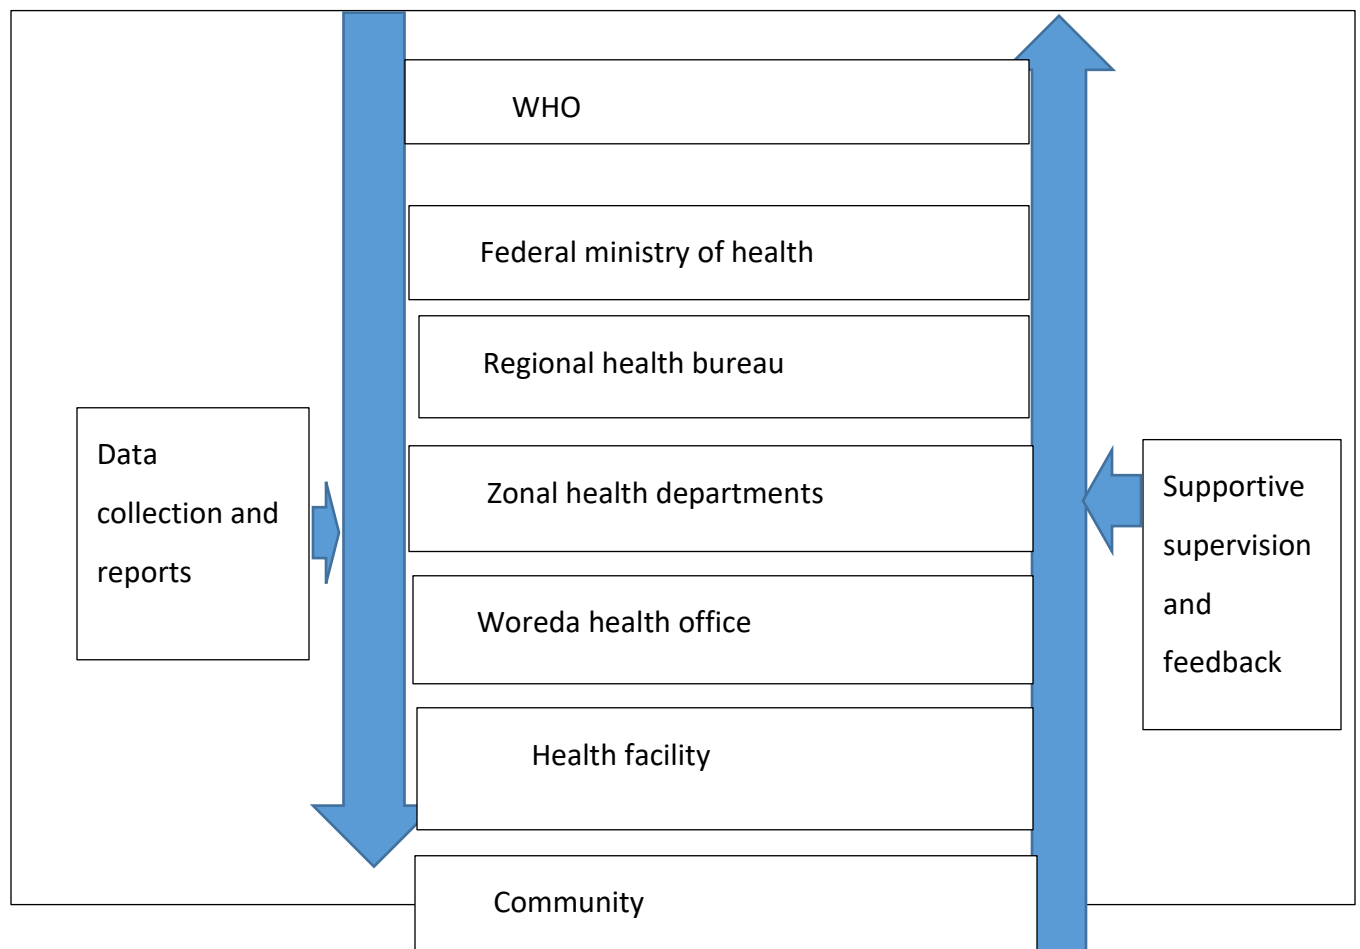 WHO
Federal ministry of health
Regional health bureau
Data
collection and
reports
Zonal health departments
Supportive
supervision
and
feedback
Woreda health office
Health facility
Community